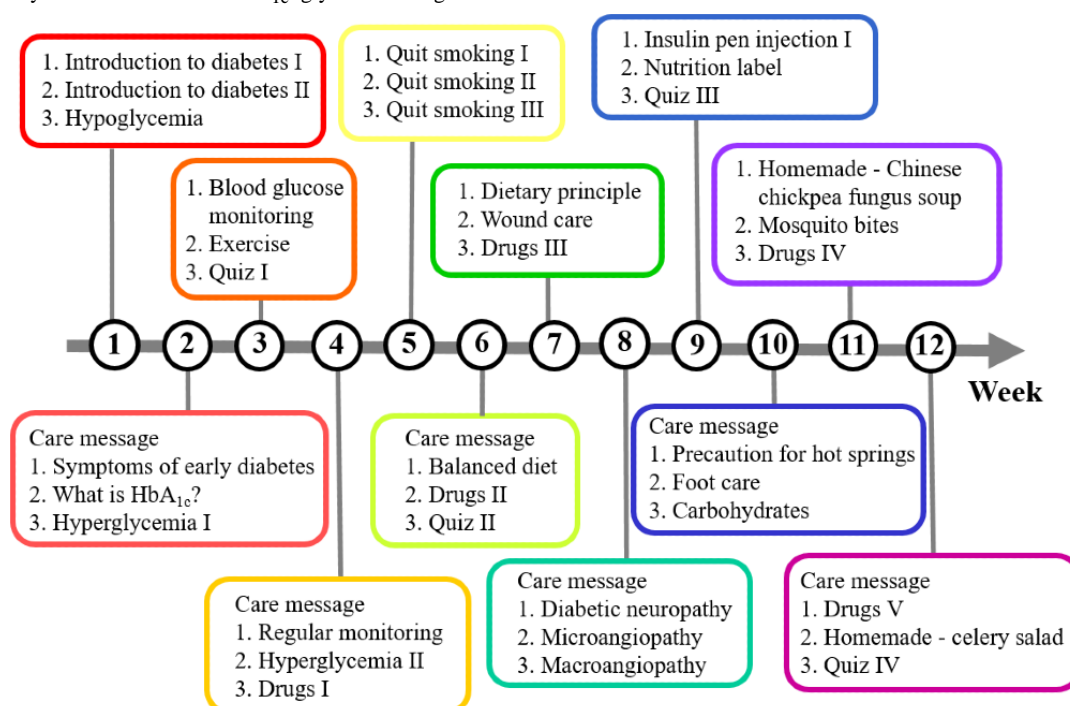 1. Introduction to diabetes I
2. Introduction to diabetes II
3. Hypoglycemia
1. Quit smoking I
2. Quit smoking II
3. Quit smoking III
1. Insulin pen injection I
2. Nutrition label
3. Quiz III
1. Blood glucose
monitoring
2. Exercise
3. Quiz I
1. Dietary principle
2. Wound care
3. Drugs III
1. Homemade - Chinese
chickpea fungus soup
2. Mosquito bites
3. Drugs IV
1 2 3 4 5 6 7 8 9 10 11 12
Week
Care message
1. Symptoms of early diabetes
2. What is HbA1c?
3. Hyperglycemia I
Care message
1. Balanced diet
2. Drugs II
3. Quiz II
Care message
1. Precaution for hot springs
2. Foot care
3. Carbohydrates
Care message
1. Regular monitoring
2. Hyperglycemia II
3. Drugs I
Care message
1. Diabetic neuropathy
2. Microangiopathy
3. Macroangiopathy
Care message
1. Drugs V
2. Homemade - celery salad
3. Quiz IV